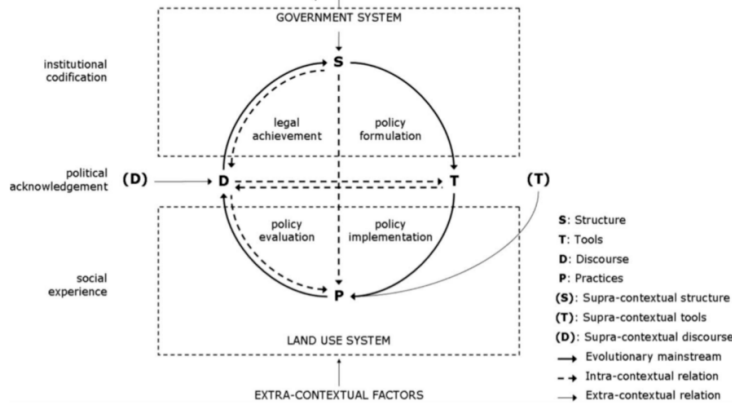 GOVERNMENT SYSTEM
institutional
codification
S
legal
achievement
policy
formulation
political
acknowledgement
(D)
D
T
(T)
policy
evaluation
policy
implementation
social
experience
P
LAND USE SYSTEM
EXTRA-CONTEXTUAL FACTORS
S: Structure
T: Tools
D: Discourse
P: Practices
(S): Supra-contextual structure
(T): Supra-contextual tools
(D): Supra-contextual discourse
Evolutionary mainstream
Intra-contextual relation
Extra-contextual relation